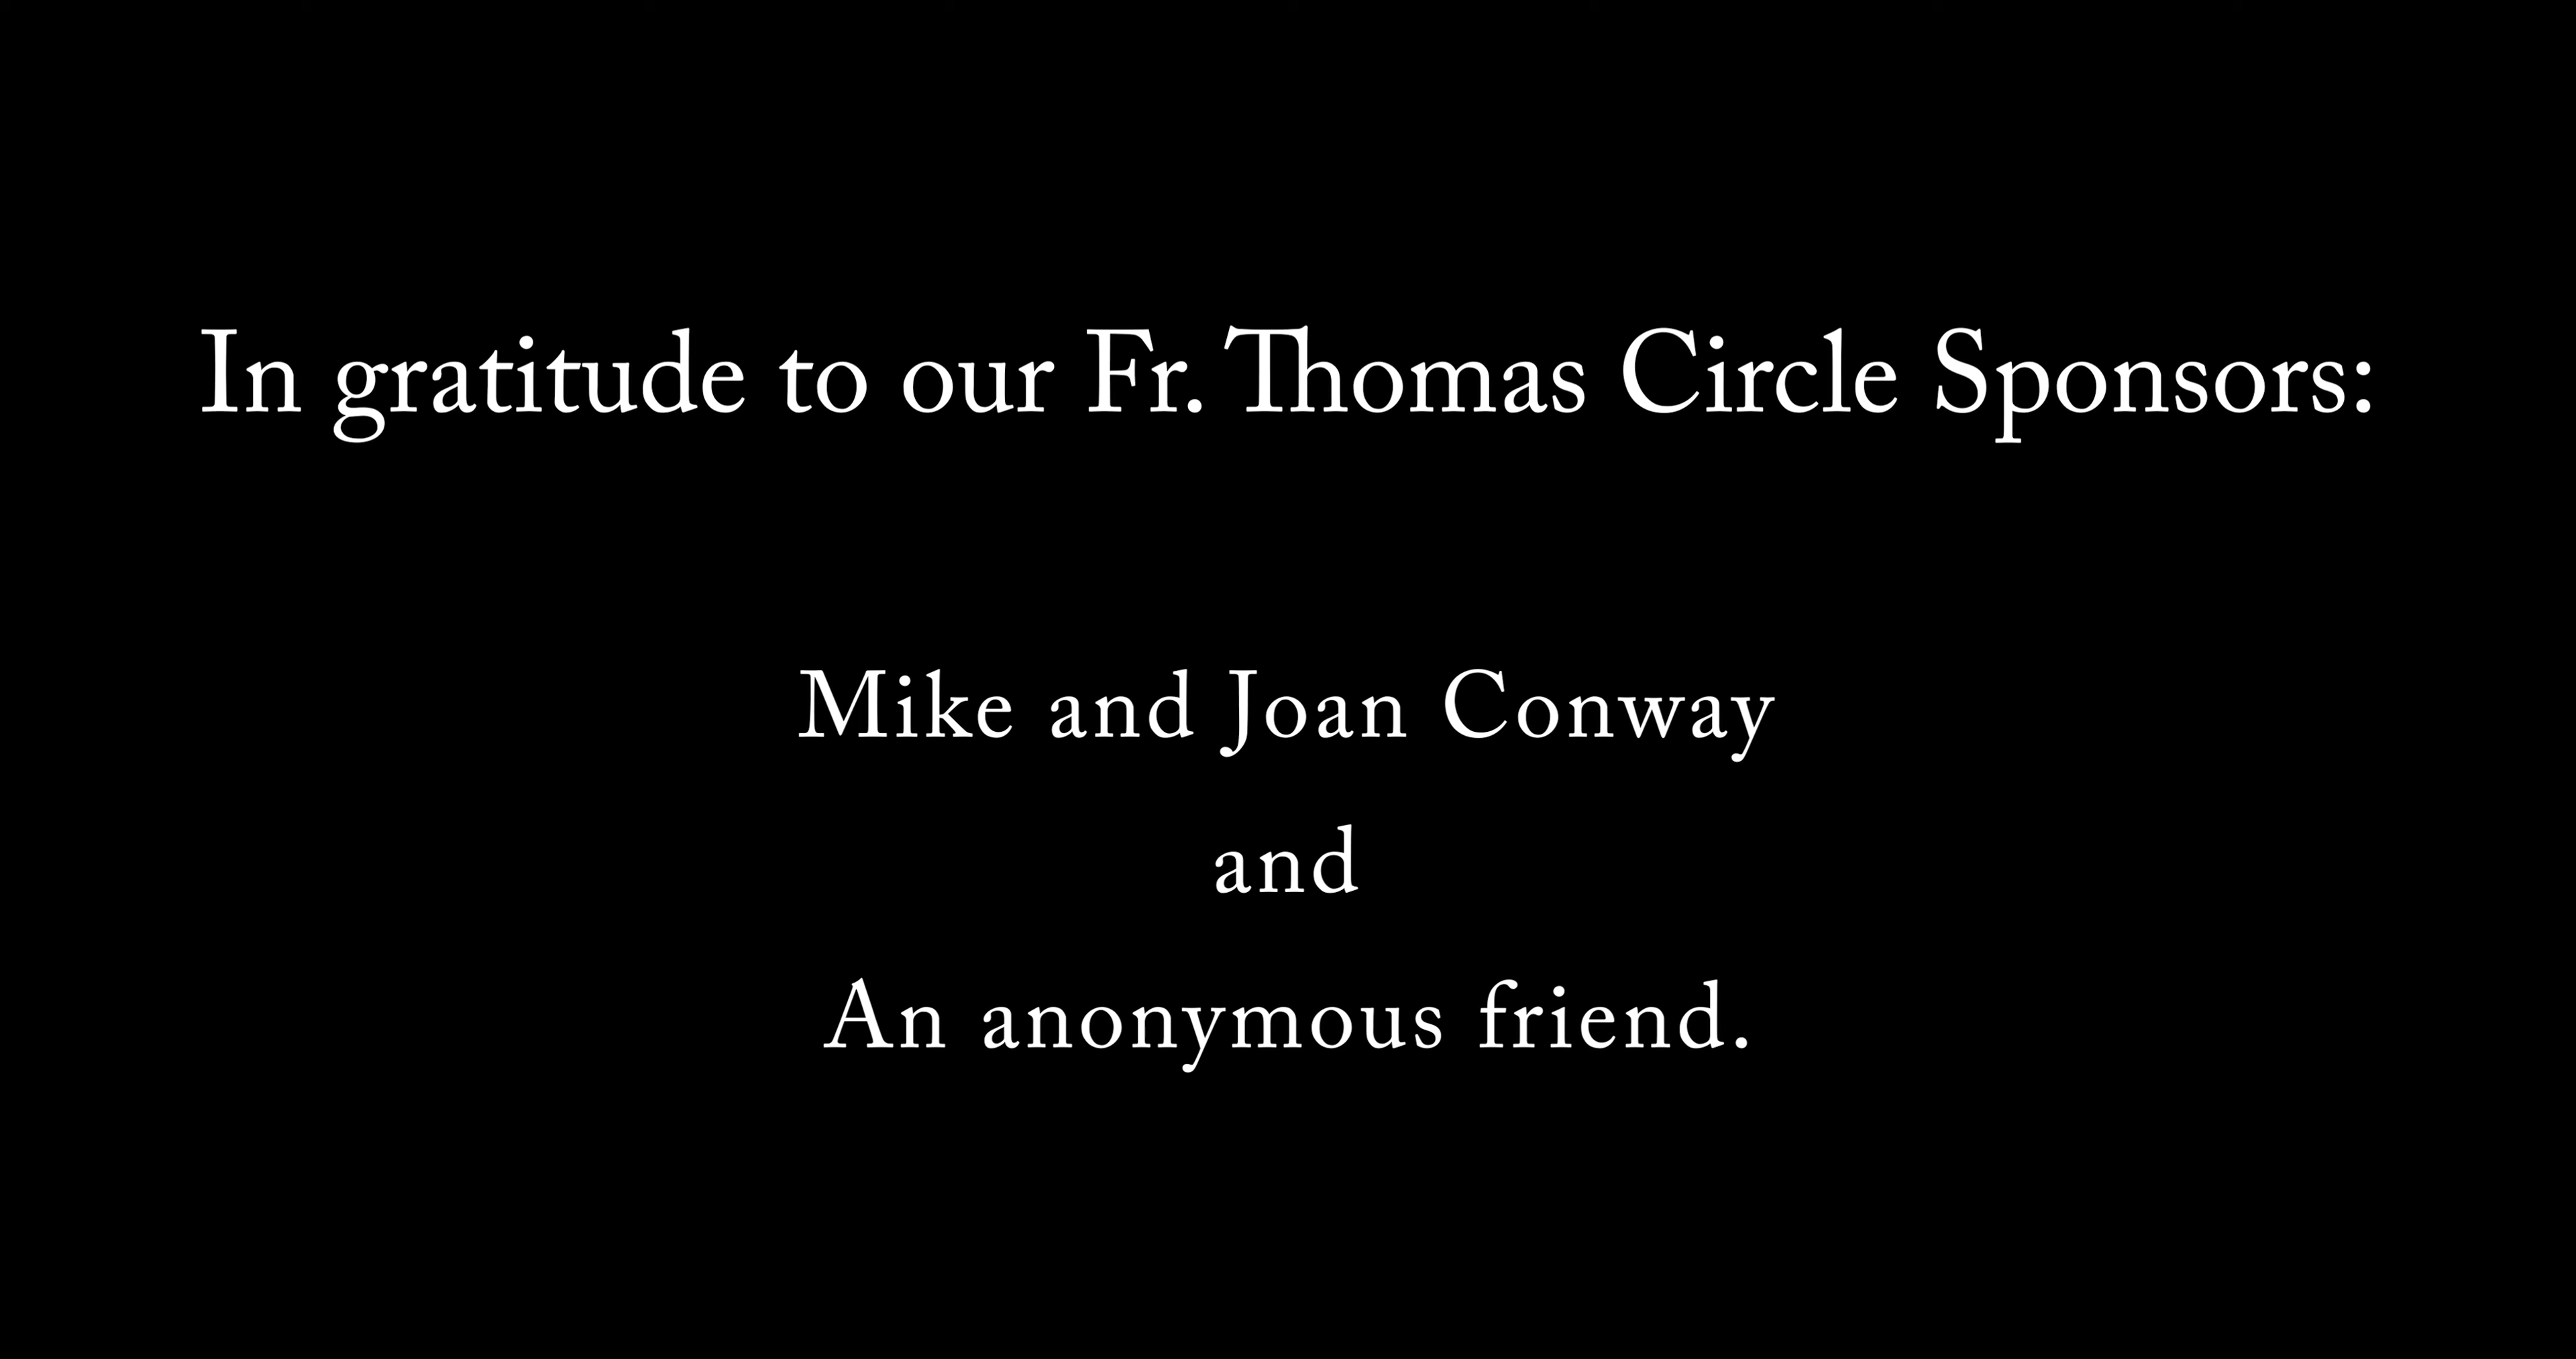 In gratitude to our Fr. Thomas Circle Sponsors:
Mike and Joan Conway
and
An anonymous friend.